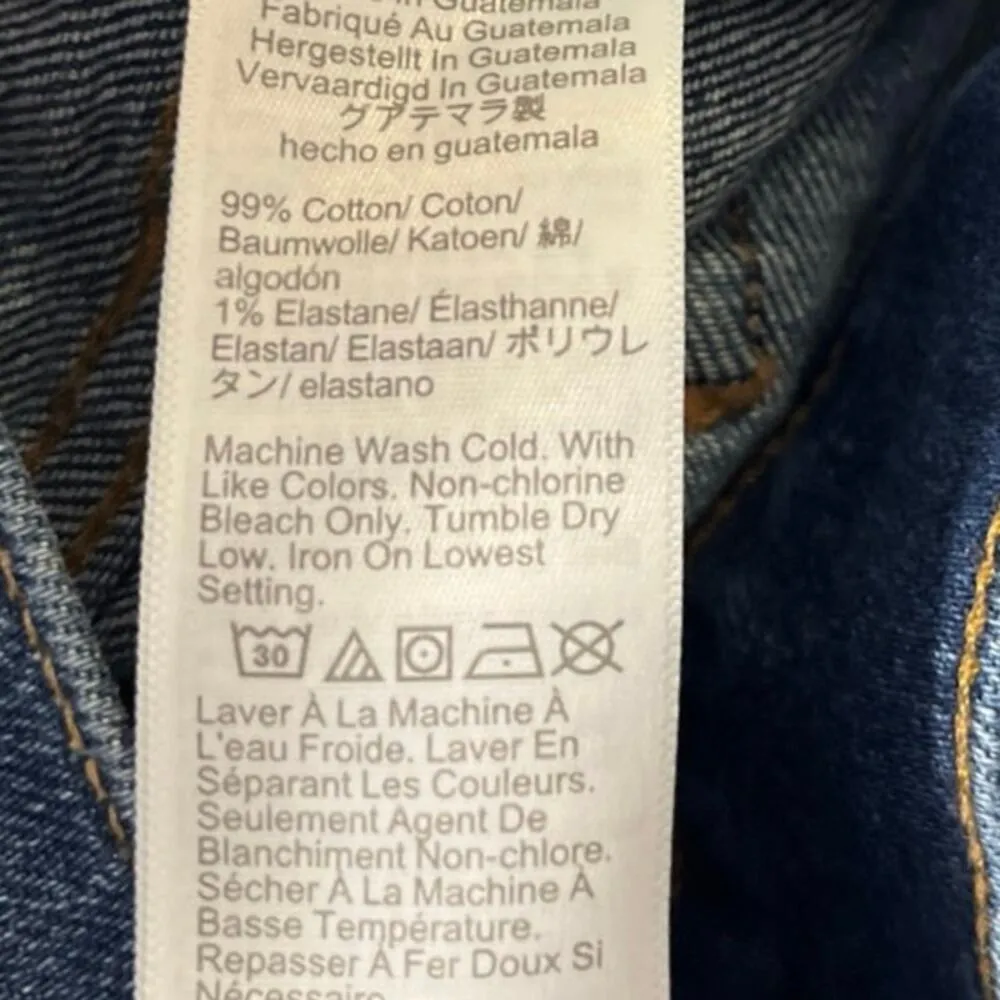 In Guatemala
Fabriqué Au Guatemala
Hergestellt In Guatemala
Vervaardigd In Guatemala
グアテマラ製
hecho en guatemala
99% Cotton/ Coton/
Baumwolle/ Katoen/ 綿/
algodón
1% Elastane/ Élasthanne/
Elastan/ Elastaan/ ポリウレ
タン/ elastano
Machine Wash Cold. With
Like Colors. Non-chlorine
Bleach Only. Tumble Dry
Low. Iron On Lowest
Setting.
30
Laver À La Machine À
L'eau Froide. Laver En
Séparant Les Couleurs.
Seulement Agent De
Blanchiment Non-chlore.
Sécher À La Machine À
Basse Température.
Repasser À Fer Doux Si
Nécessaire